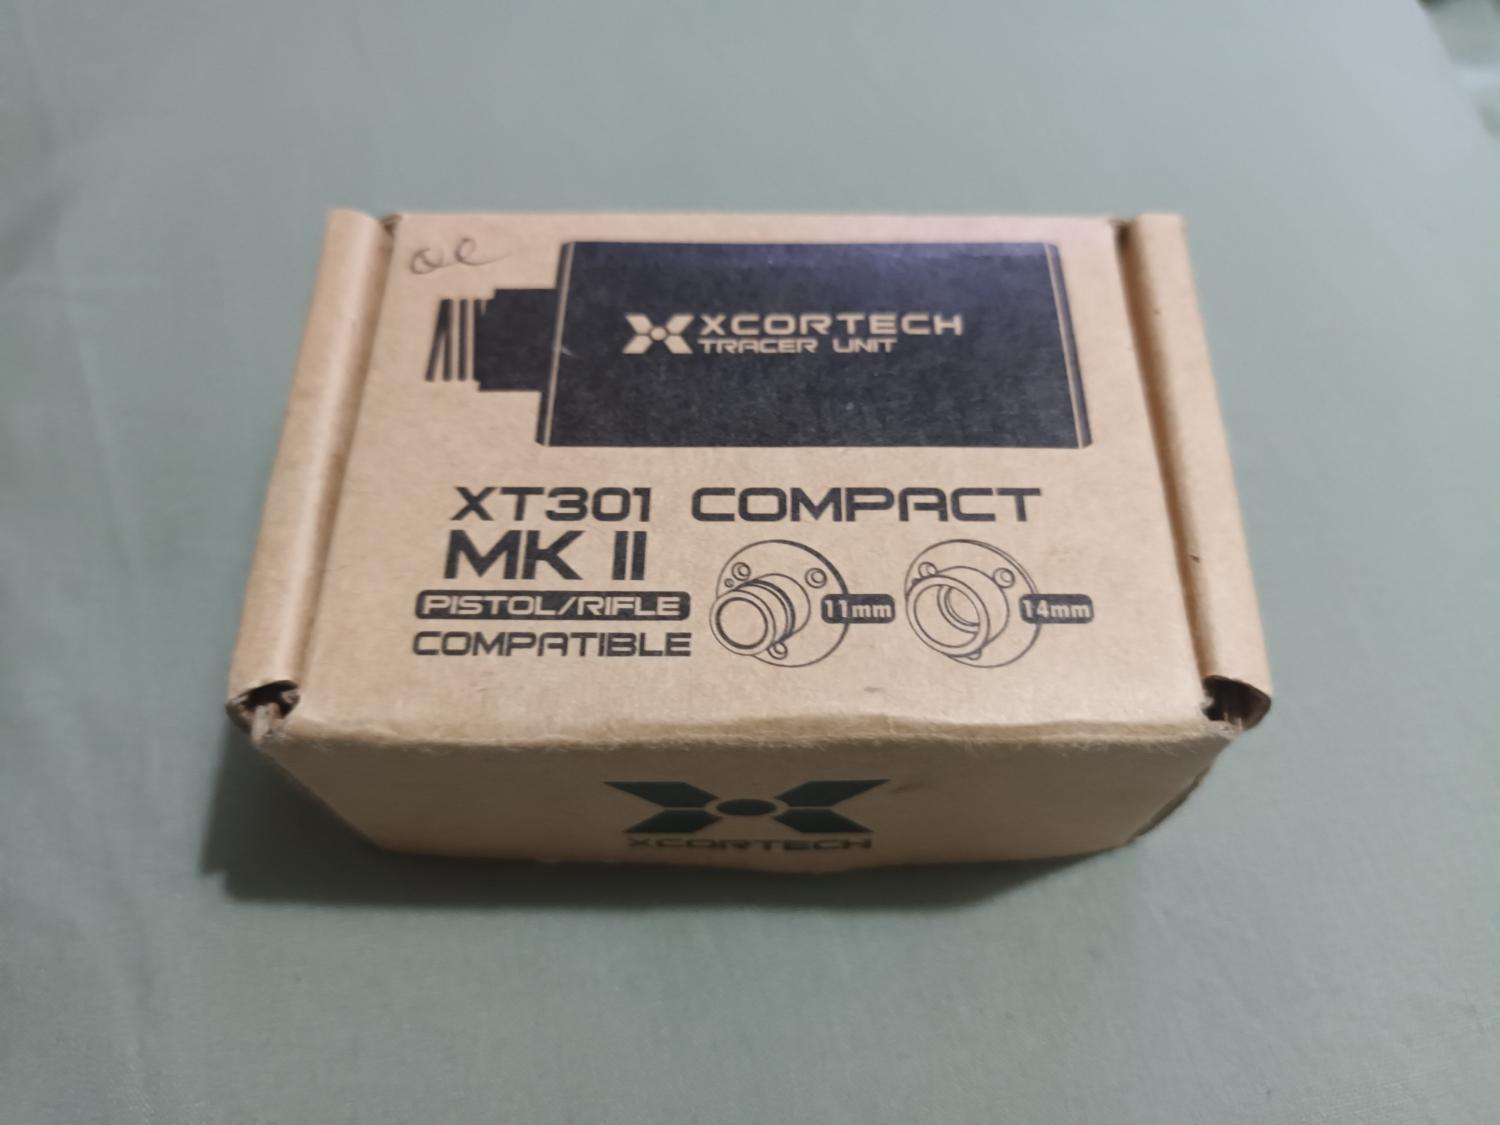 XCORTECH
TRACER UNIT
XT301 COMPACT
MK II
PISTOL/RIFLE
COMPATIBLE
11mm
14mm
XCORTECH